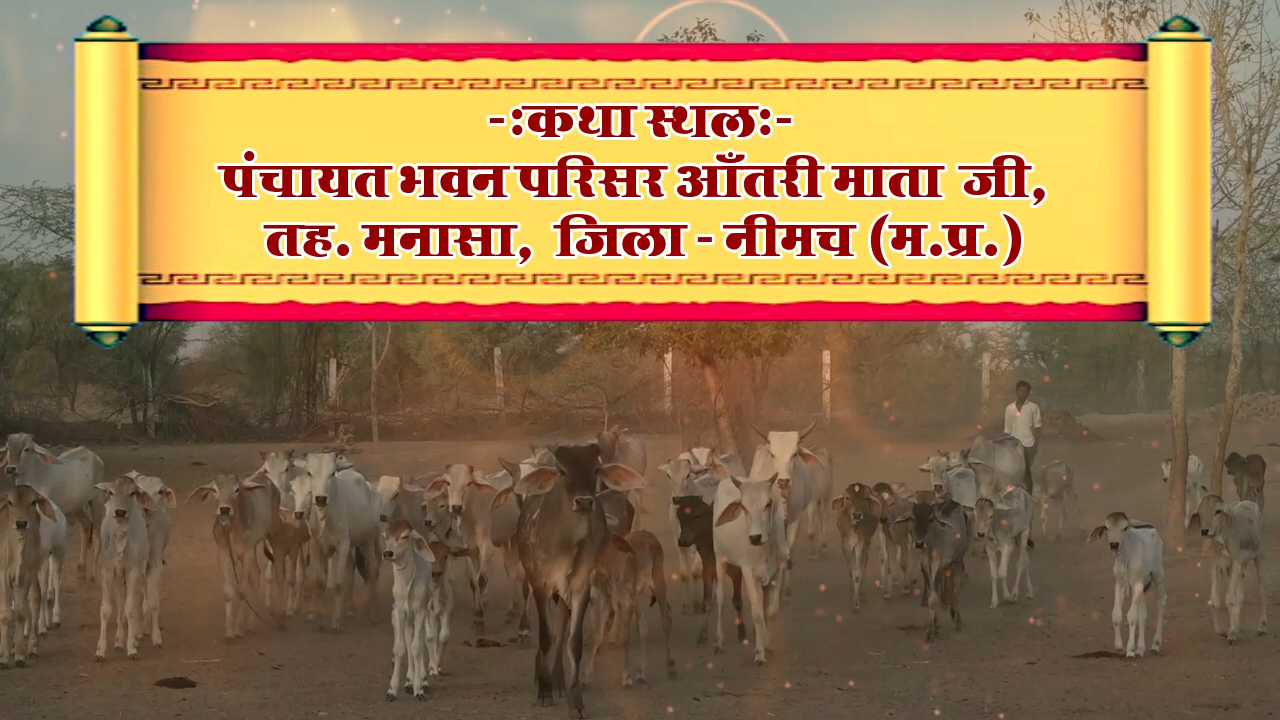 -:कथा स्थल:-
पंचायत भवन परिसर आँतरी माता जी,
तह. मनासा, जिला - नीमच (म.प्र.)